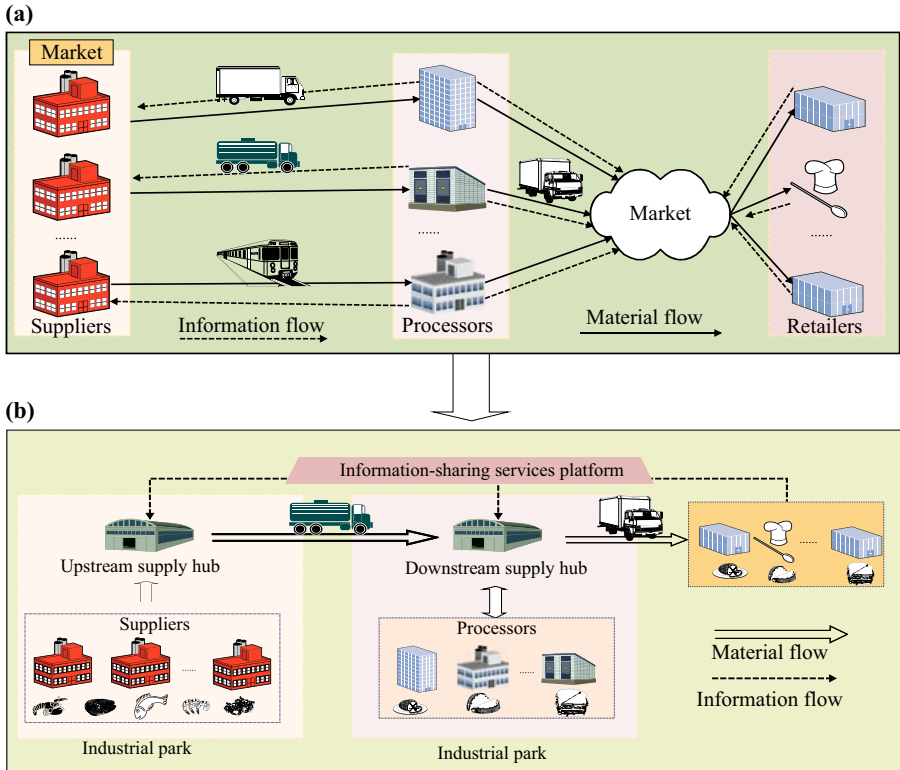 (a)
Market
......
......
Market
......
Suppliers
Information flow
Processors
Material flow
Retailers
(b)
Information-sharing services platform
Upstream supply hub
Downstream supply hub
......
Suppliers
......
Processors
......
Material flow
Information flow
Industrial park
Industrial park